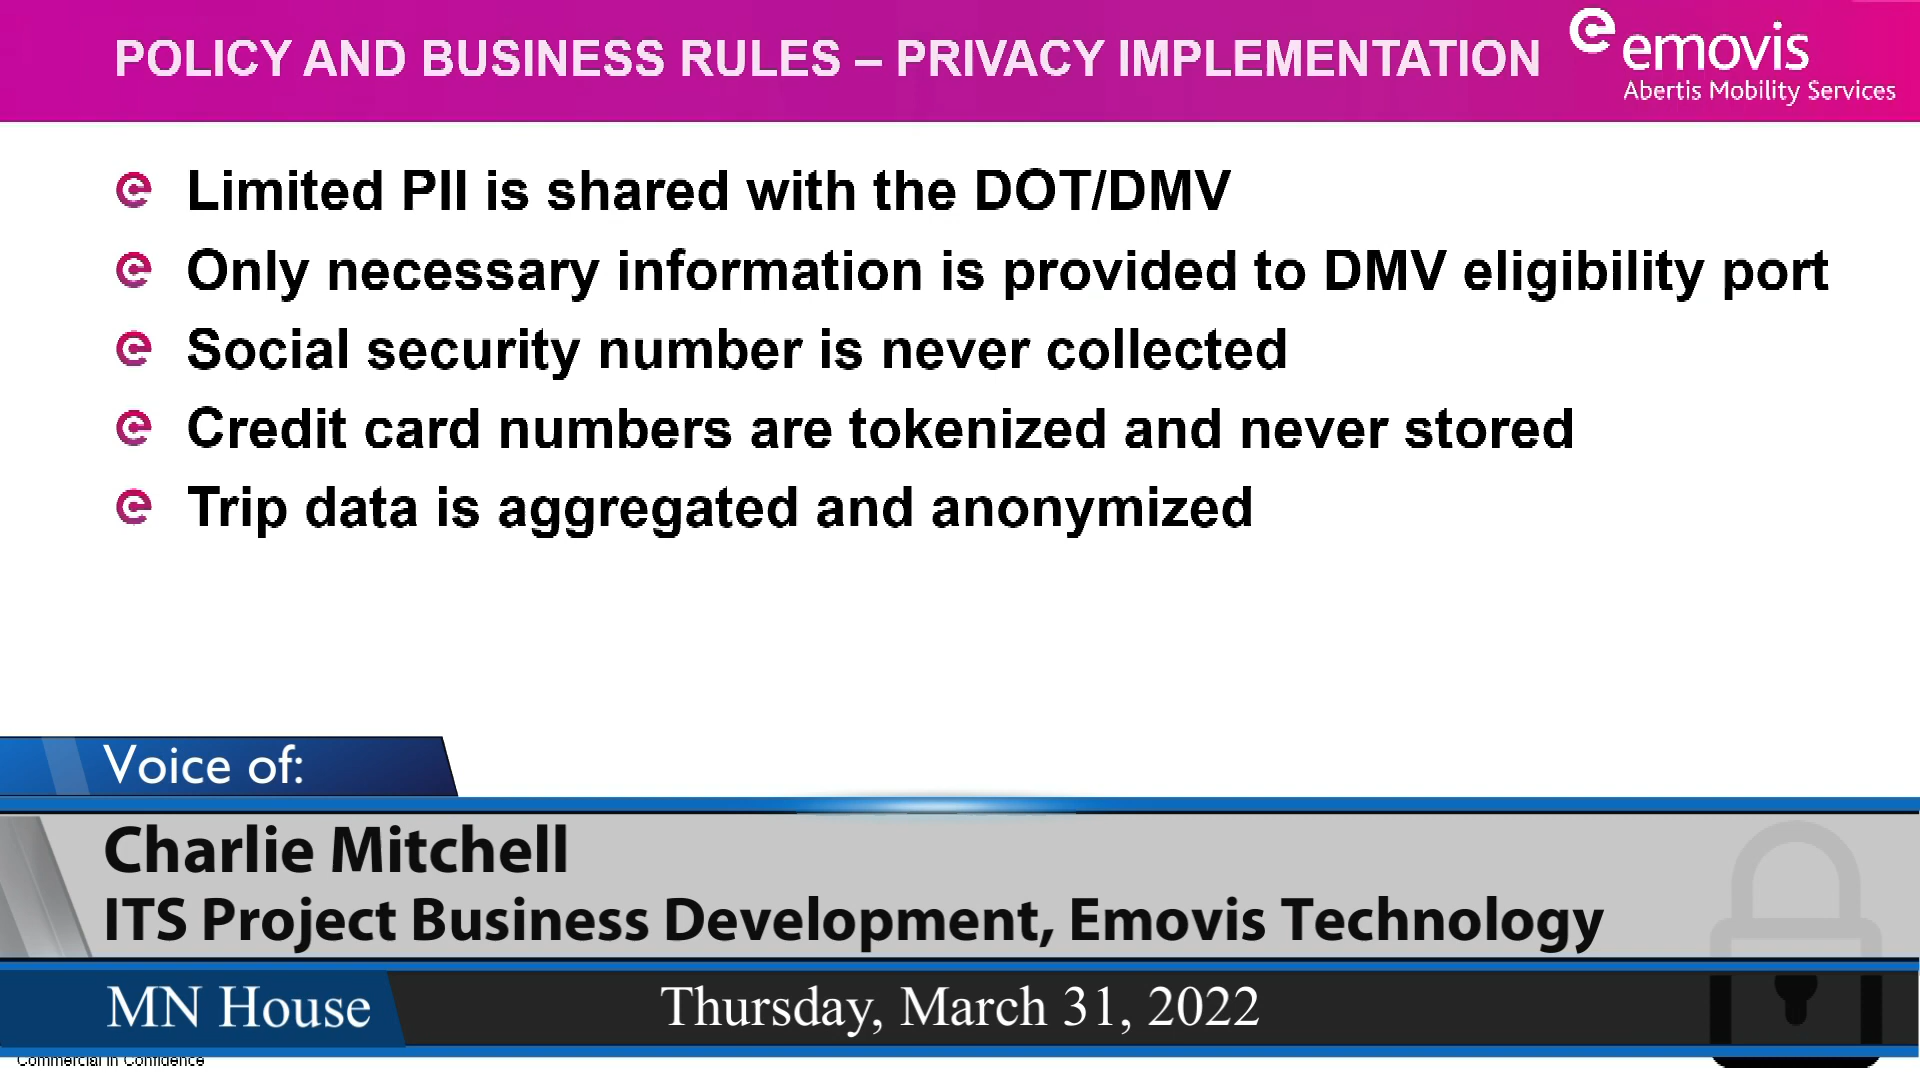 POLICY AND BUSINESS RULES – PRIVACY IMPLEMENTATION
emovis
Abertis Mobility Services
Limited PII is shared with the DOT/DMV
Only necessary information is provided to DMV eligibility port
Social security number is never collected
Credit card numbers are tokenized and never stored
Trip data is aggregated and anonymized
Voice of:
Charlie Mitchell
ITS Project Business Development, Emovis Technology
MN House
Thursday, March 31, 2022
Commercial in Confidence